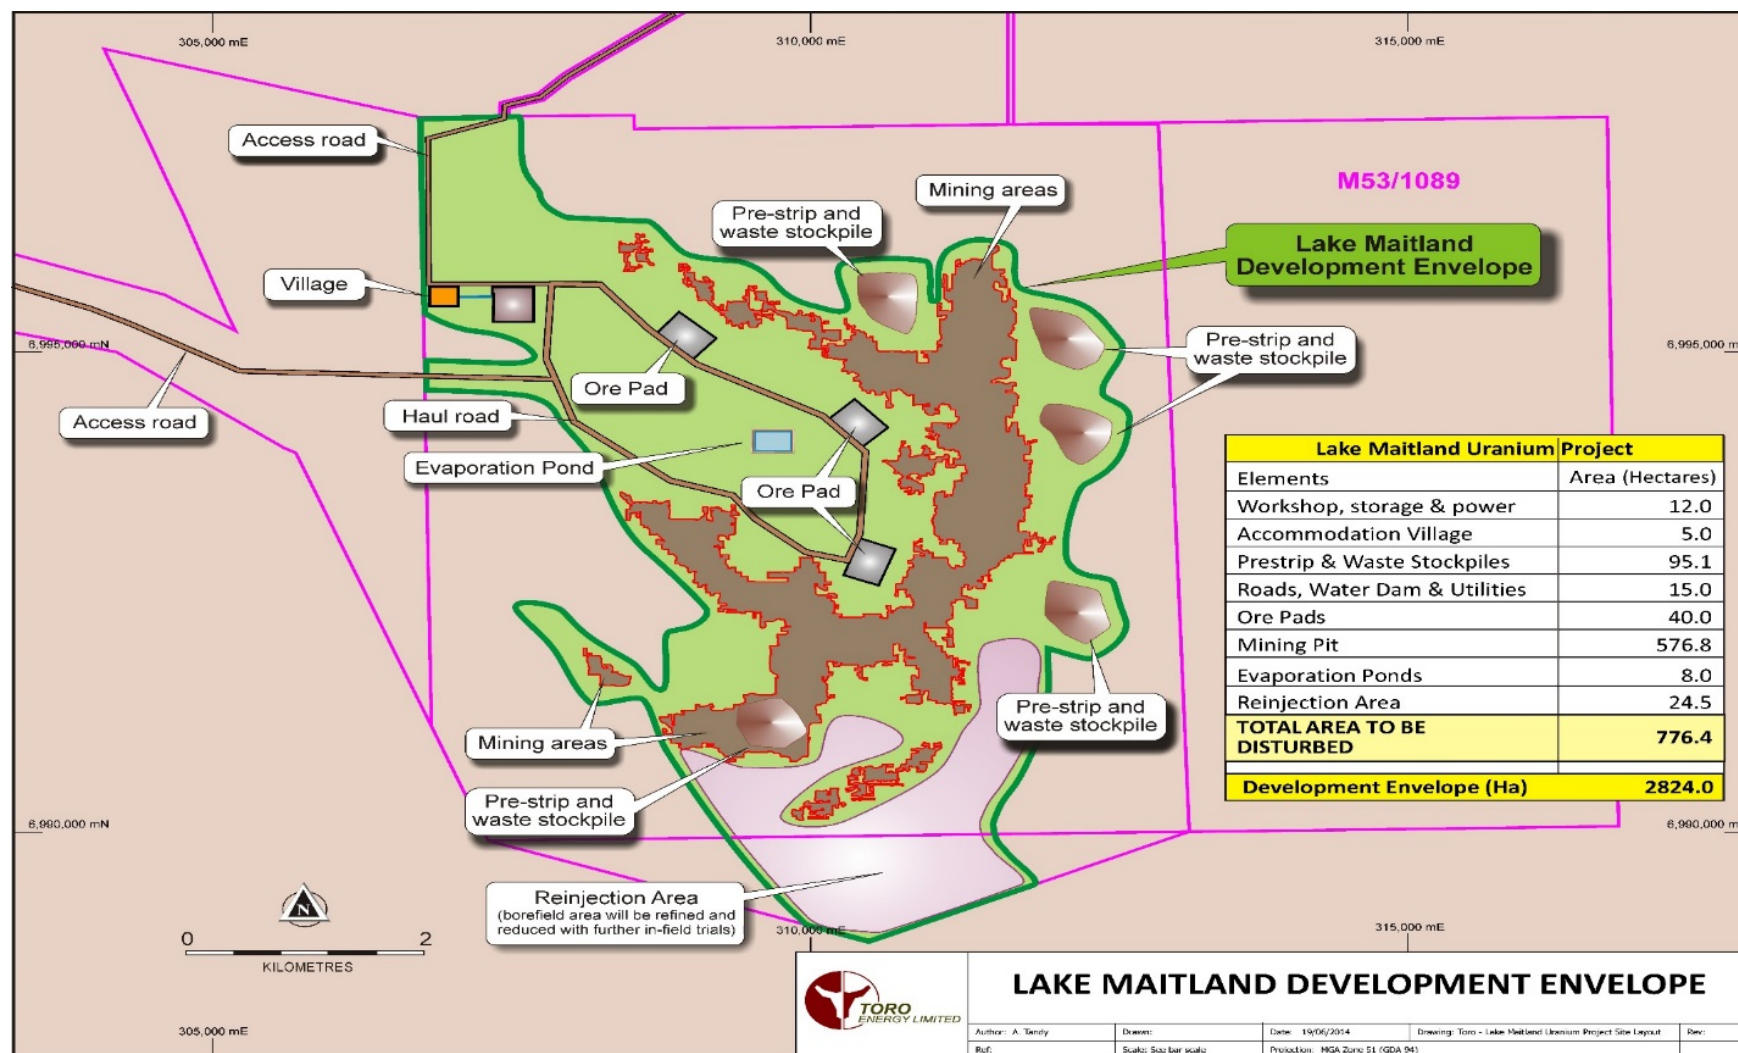 305,000 mE
310,000 mE
315,000 mE
Access road
M53/1089
Mining areas
Pre-strip and
waste stockpile
Lake Maitland
Development Envelope
Village
6,995,000 mN
Pre-strip and
waste stockpile
6,995,000 m
Ore Pad
Access road
Haul road
Evaporation Pond
Ore Pad
Lake Maitland Uranium Project
Elements Area (Hectares)
Workshop, storage & power 12.0
Accommodation Village 5.0
Prestrip & Waste Stockpiles 95.1
Roads, Water Dam & Utilities 15.0
Ore Pads 40.0
Mining Pit 576.8
Evaporation Ponds 8.0
Reinjection Area 24.5
TOTAL AREA TO BE
DISTURBED 776.4
Development Envelope (Ha) 2824.0
Pre-strip and
waste stockpile
Mining areas
Pre-strip and
waste stockpile
6,990,000 mN
6,990,000 m
Reinjection Area
(borefield area will be refined and
reduced with further in-field trials)
N
0 2
KILOMETRES
310,000 mE
315,000 mE
305,000 mE
TORO
ENERGY LIMITED
LAKE MAITLAND DEVELOPMENT ENVELOPE
Author: A. Tandy Drawn: Date: 19/06/2014 Drawing: Toro - Lake Maitland Uranium Project Site Layout Rev:
Ref: Scale: See bar scale Projection: MGA Zone 51 (GDA 94)